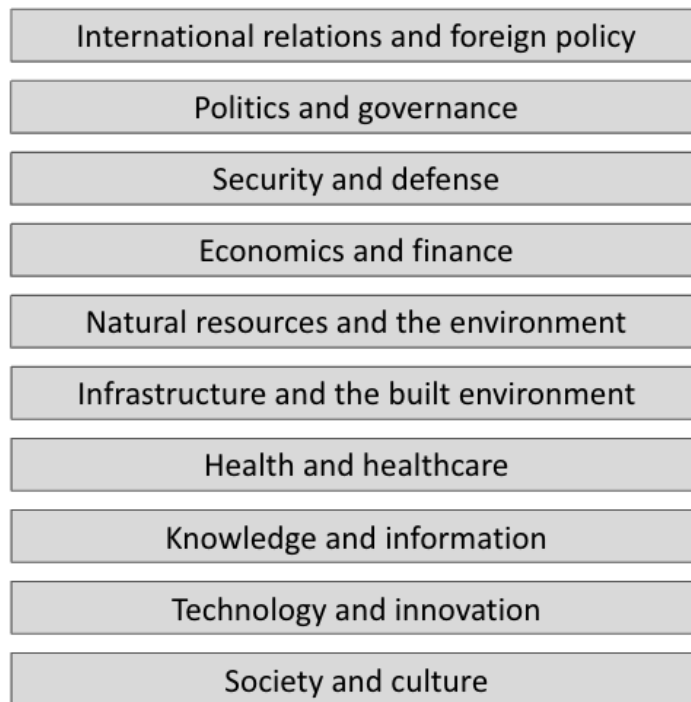 International relations and foreign policy
Politics and governance
Security and defense
Economics and finance
Natural resources and the environment
Infrastructure and the built environment
Health and healthcare
Knowledge and information
Technology and innovation
Society and culture